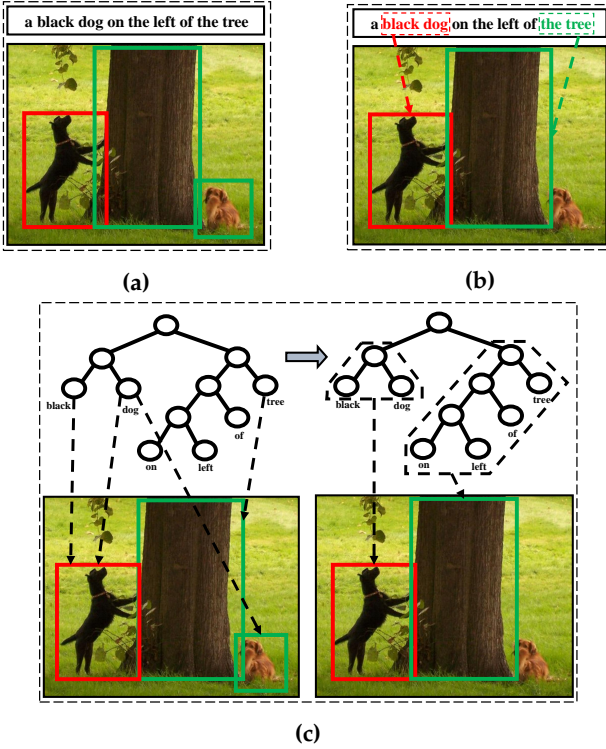 a black dog on the left of the tree
a black dog on the left of the tree
(a)
(b)
black
dog
tree
of
on
left
black
dog
tree
of
on
left
(c)